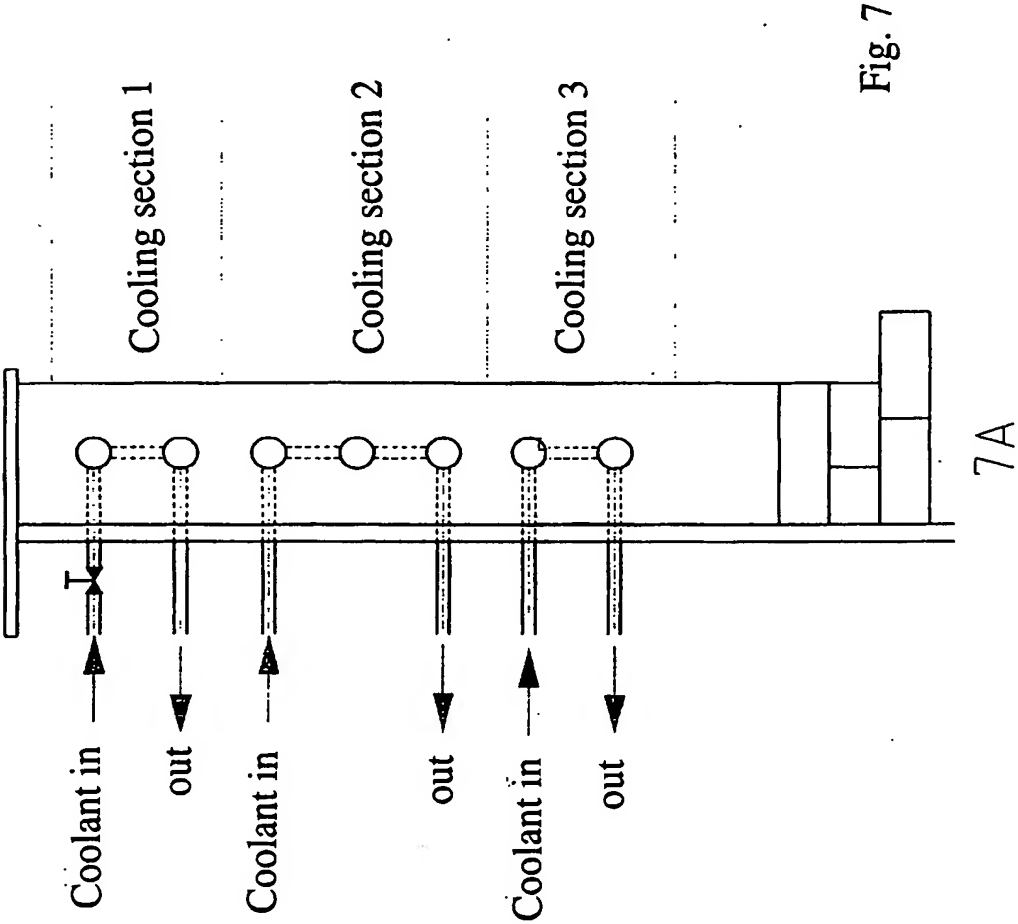 Coolant in
out
Coolant in
out
Coolant in
out
Cooling section 1
Cooling section 2
Cooling section 3
Fig. 7
7A